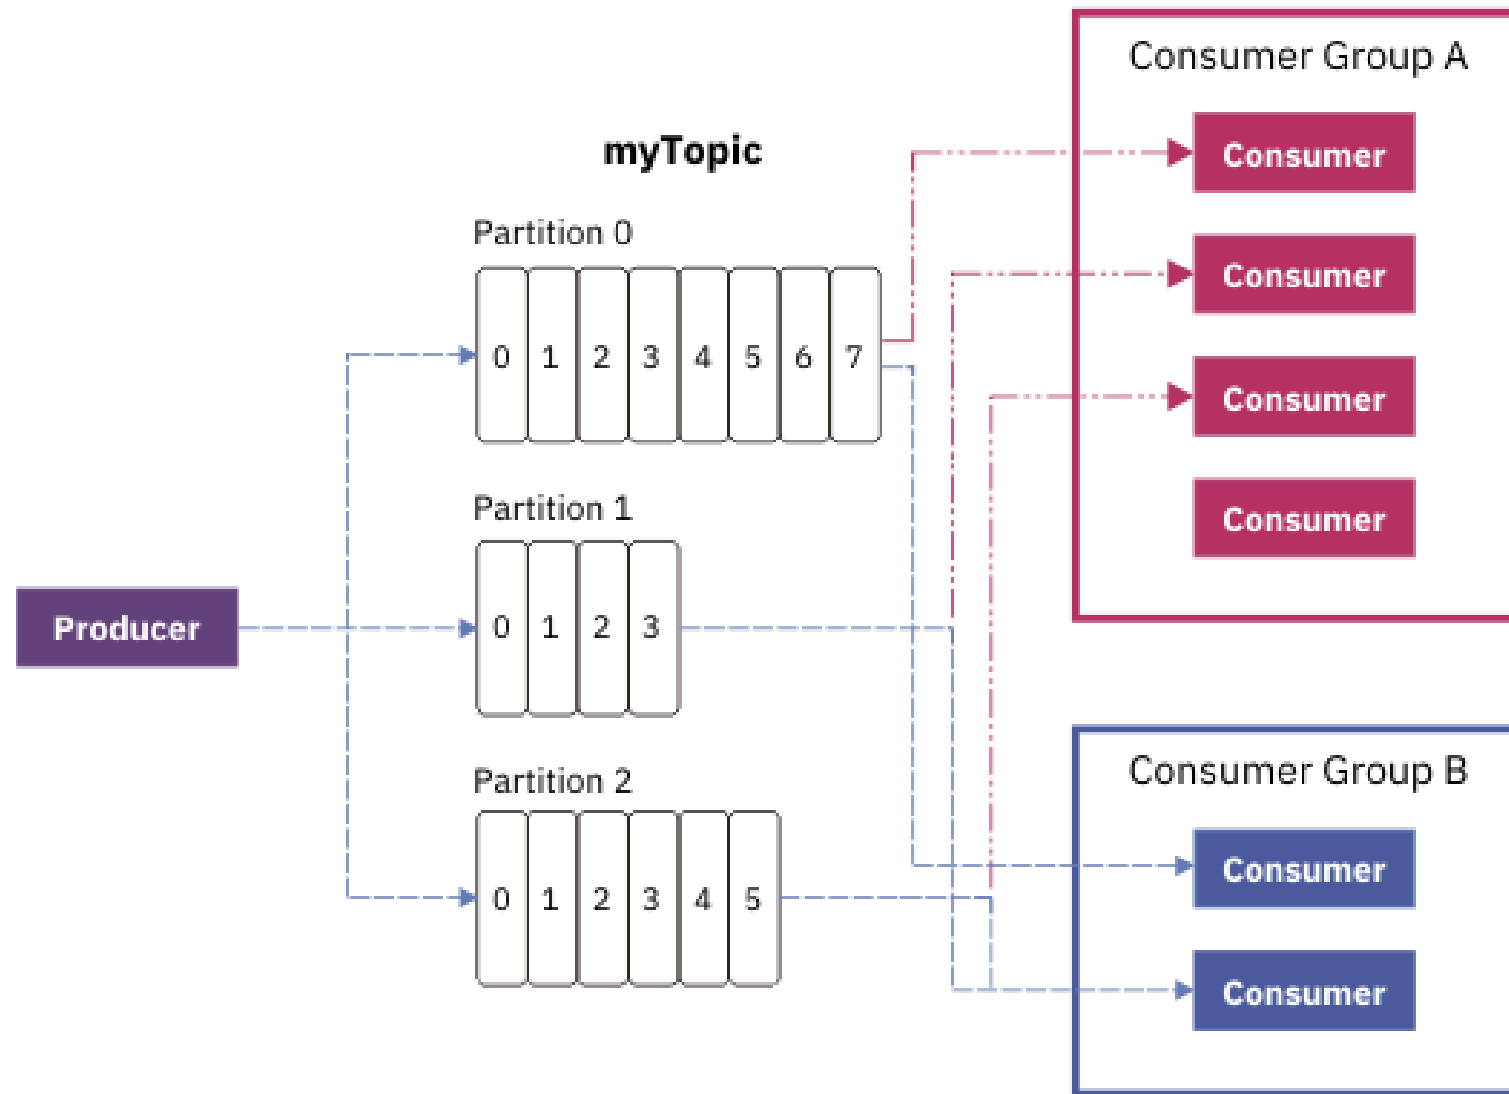 myTopic
Partition 0
0 1 2 3 4 5 6 7
Partition 1
0 1 2 3
Partition 2
0 1 2 3 4 5
Producer
Consumer Group A
Consumer
Consumer
Consumer
Consumer
Consumer Group B
Consumer
Consumer